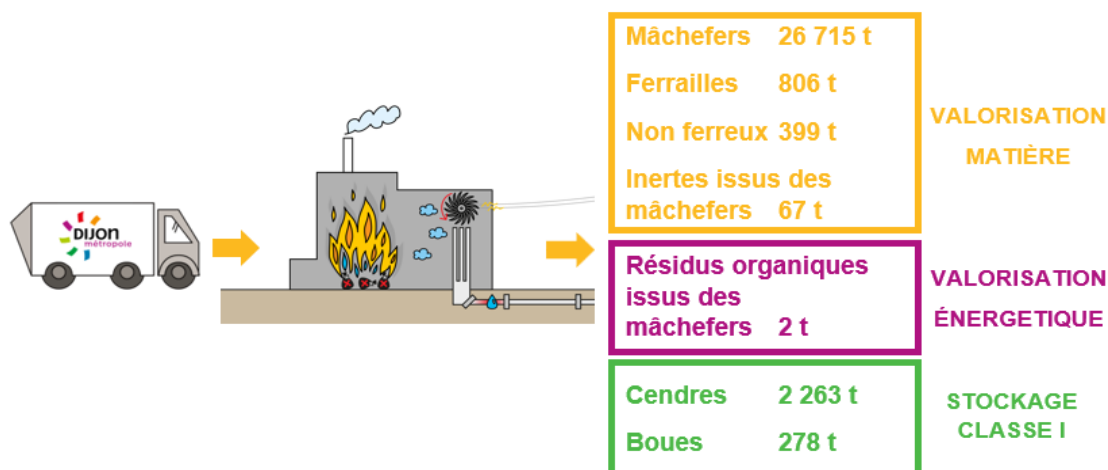 DIJON
métropole
Mâchefers 26 715 t
Ferrailles 806 t
Non ferreux 399 t
Inertes issus des
mâchefers 67 t
VALORISATION
MATIÈRE
Résidus organiques
issus des
mâchefers 2 t
VALORISATION
ÉNERGETIQUE
Cendres 2 263 t
Boues 278 t
STOCKAGE
CLASSE I